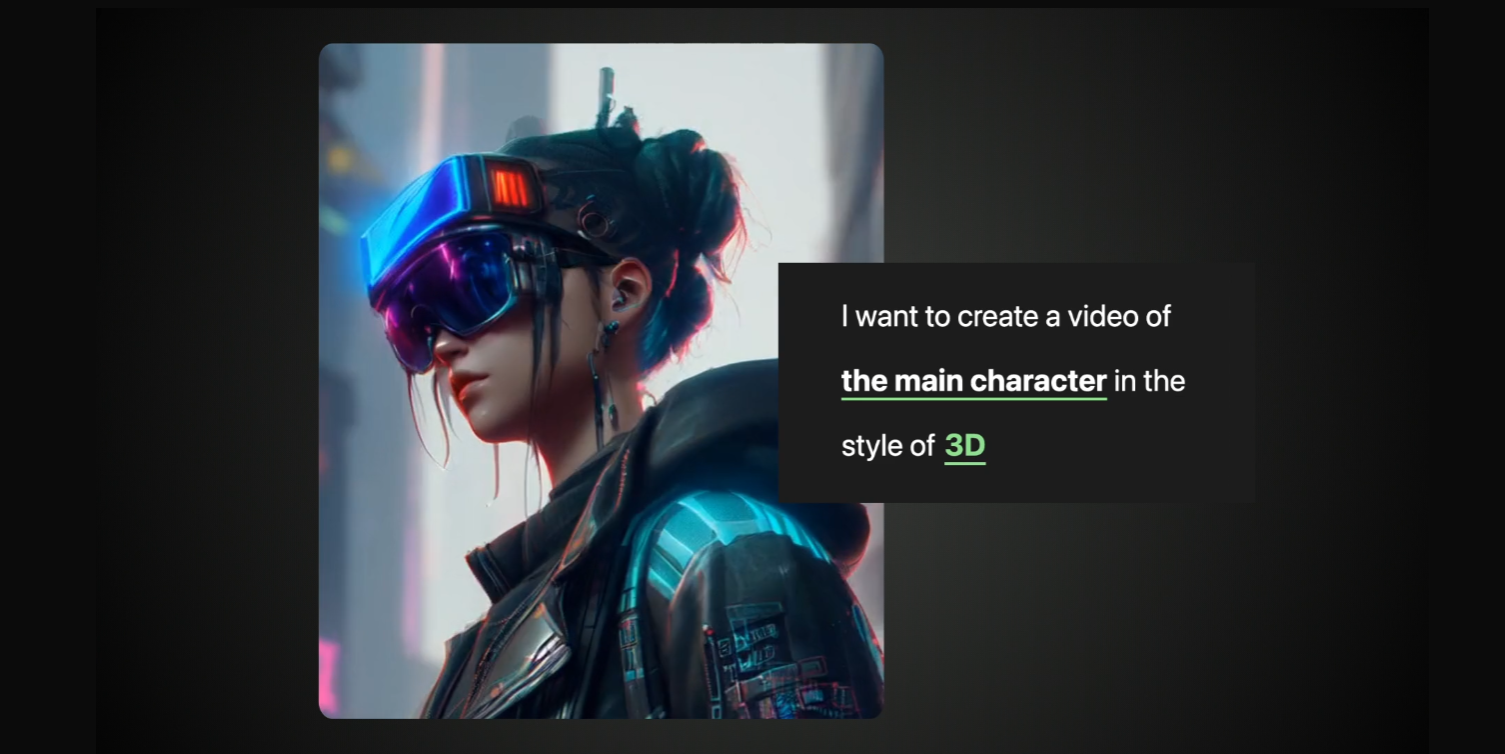 I want to create a video of
the main character in the
style of 3D